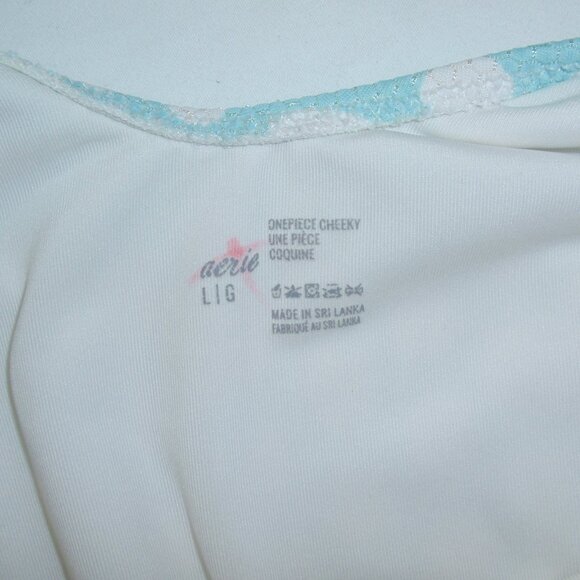 aerie
L|G
ONEPIECE CHEEKY
UNE PIÈCE
COQUINE
MADE IN SRI LANKA
FABRIQUÉ AU SRI LANKA